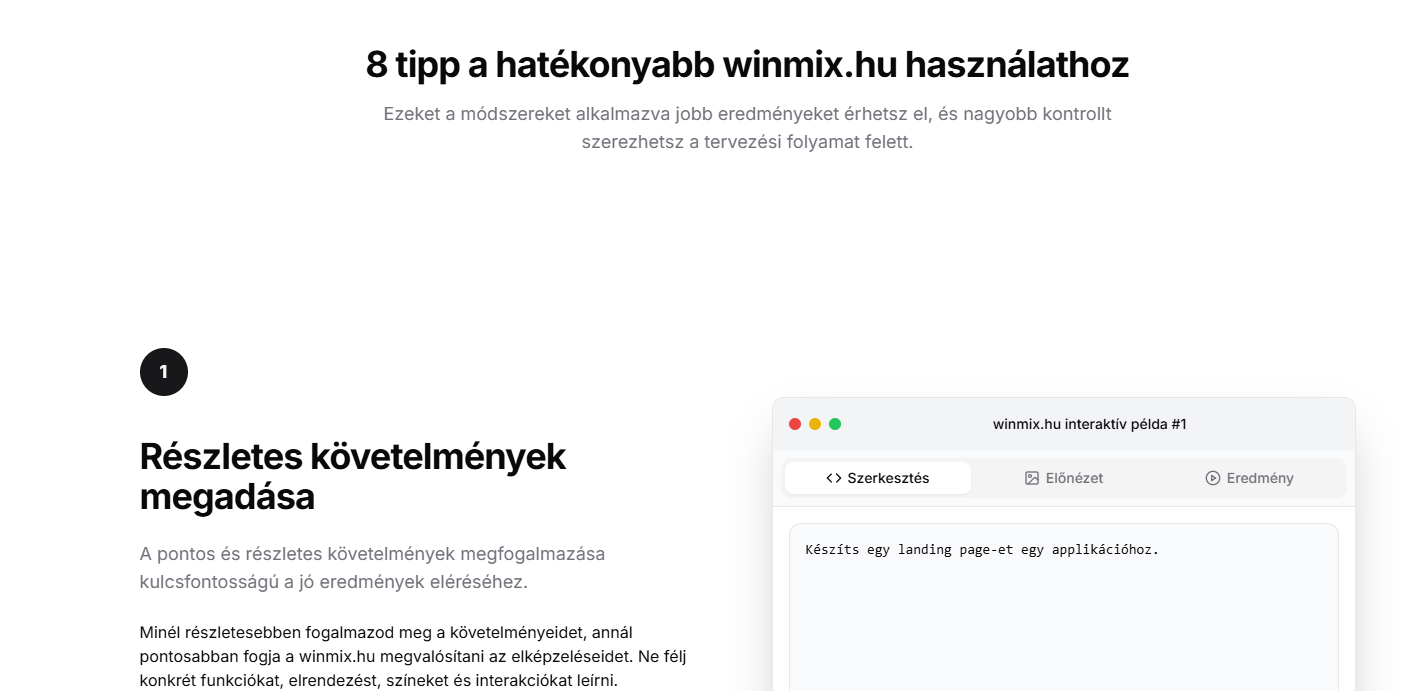 8 tipp a hatékonyabb winmix.hu használathoz
Ezeket a módszereket alkalmazva jobb eredményeket érhetsz el, és nagyobb kontrollt
szerezhetsz a tervezési folyamat felett.
1
Részletes követelmények
megadása
A pontos és részletes követelmények megfogalmazása
kulcsfontosságú a jó eredmények eléréséhez.
Minél részletesebben fogalmazod meg a követelményeidet, annál
pontosabban fogja a winmix.hu megvalósítani az elképzeléseidet. Ne félj
konkrét funkciókat, elrendezést, színeket és interakciókat leírni.
winmix.hu interaktív példa #1
Szerkesztés
Előnézet
Eredmény
Készíts egy landing page-et egy applikációhoz.